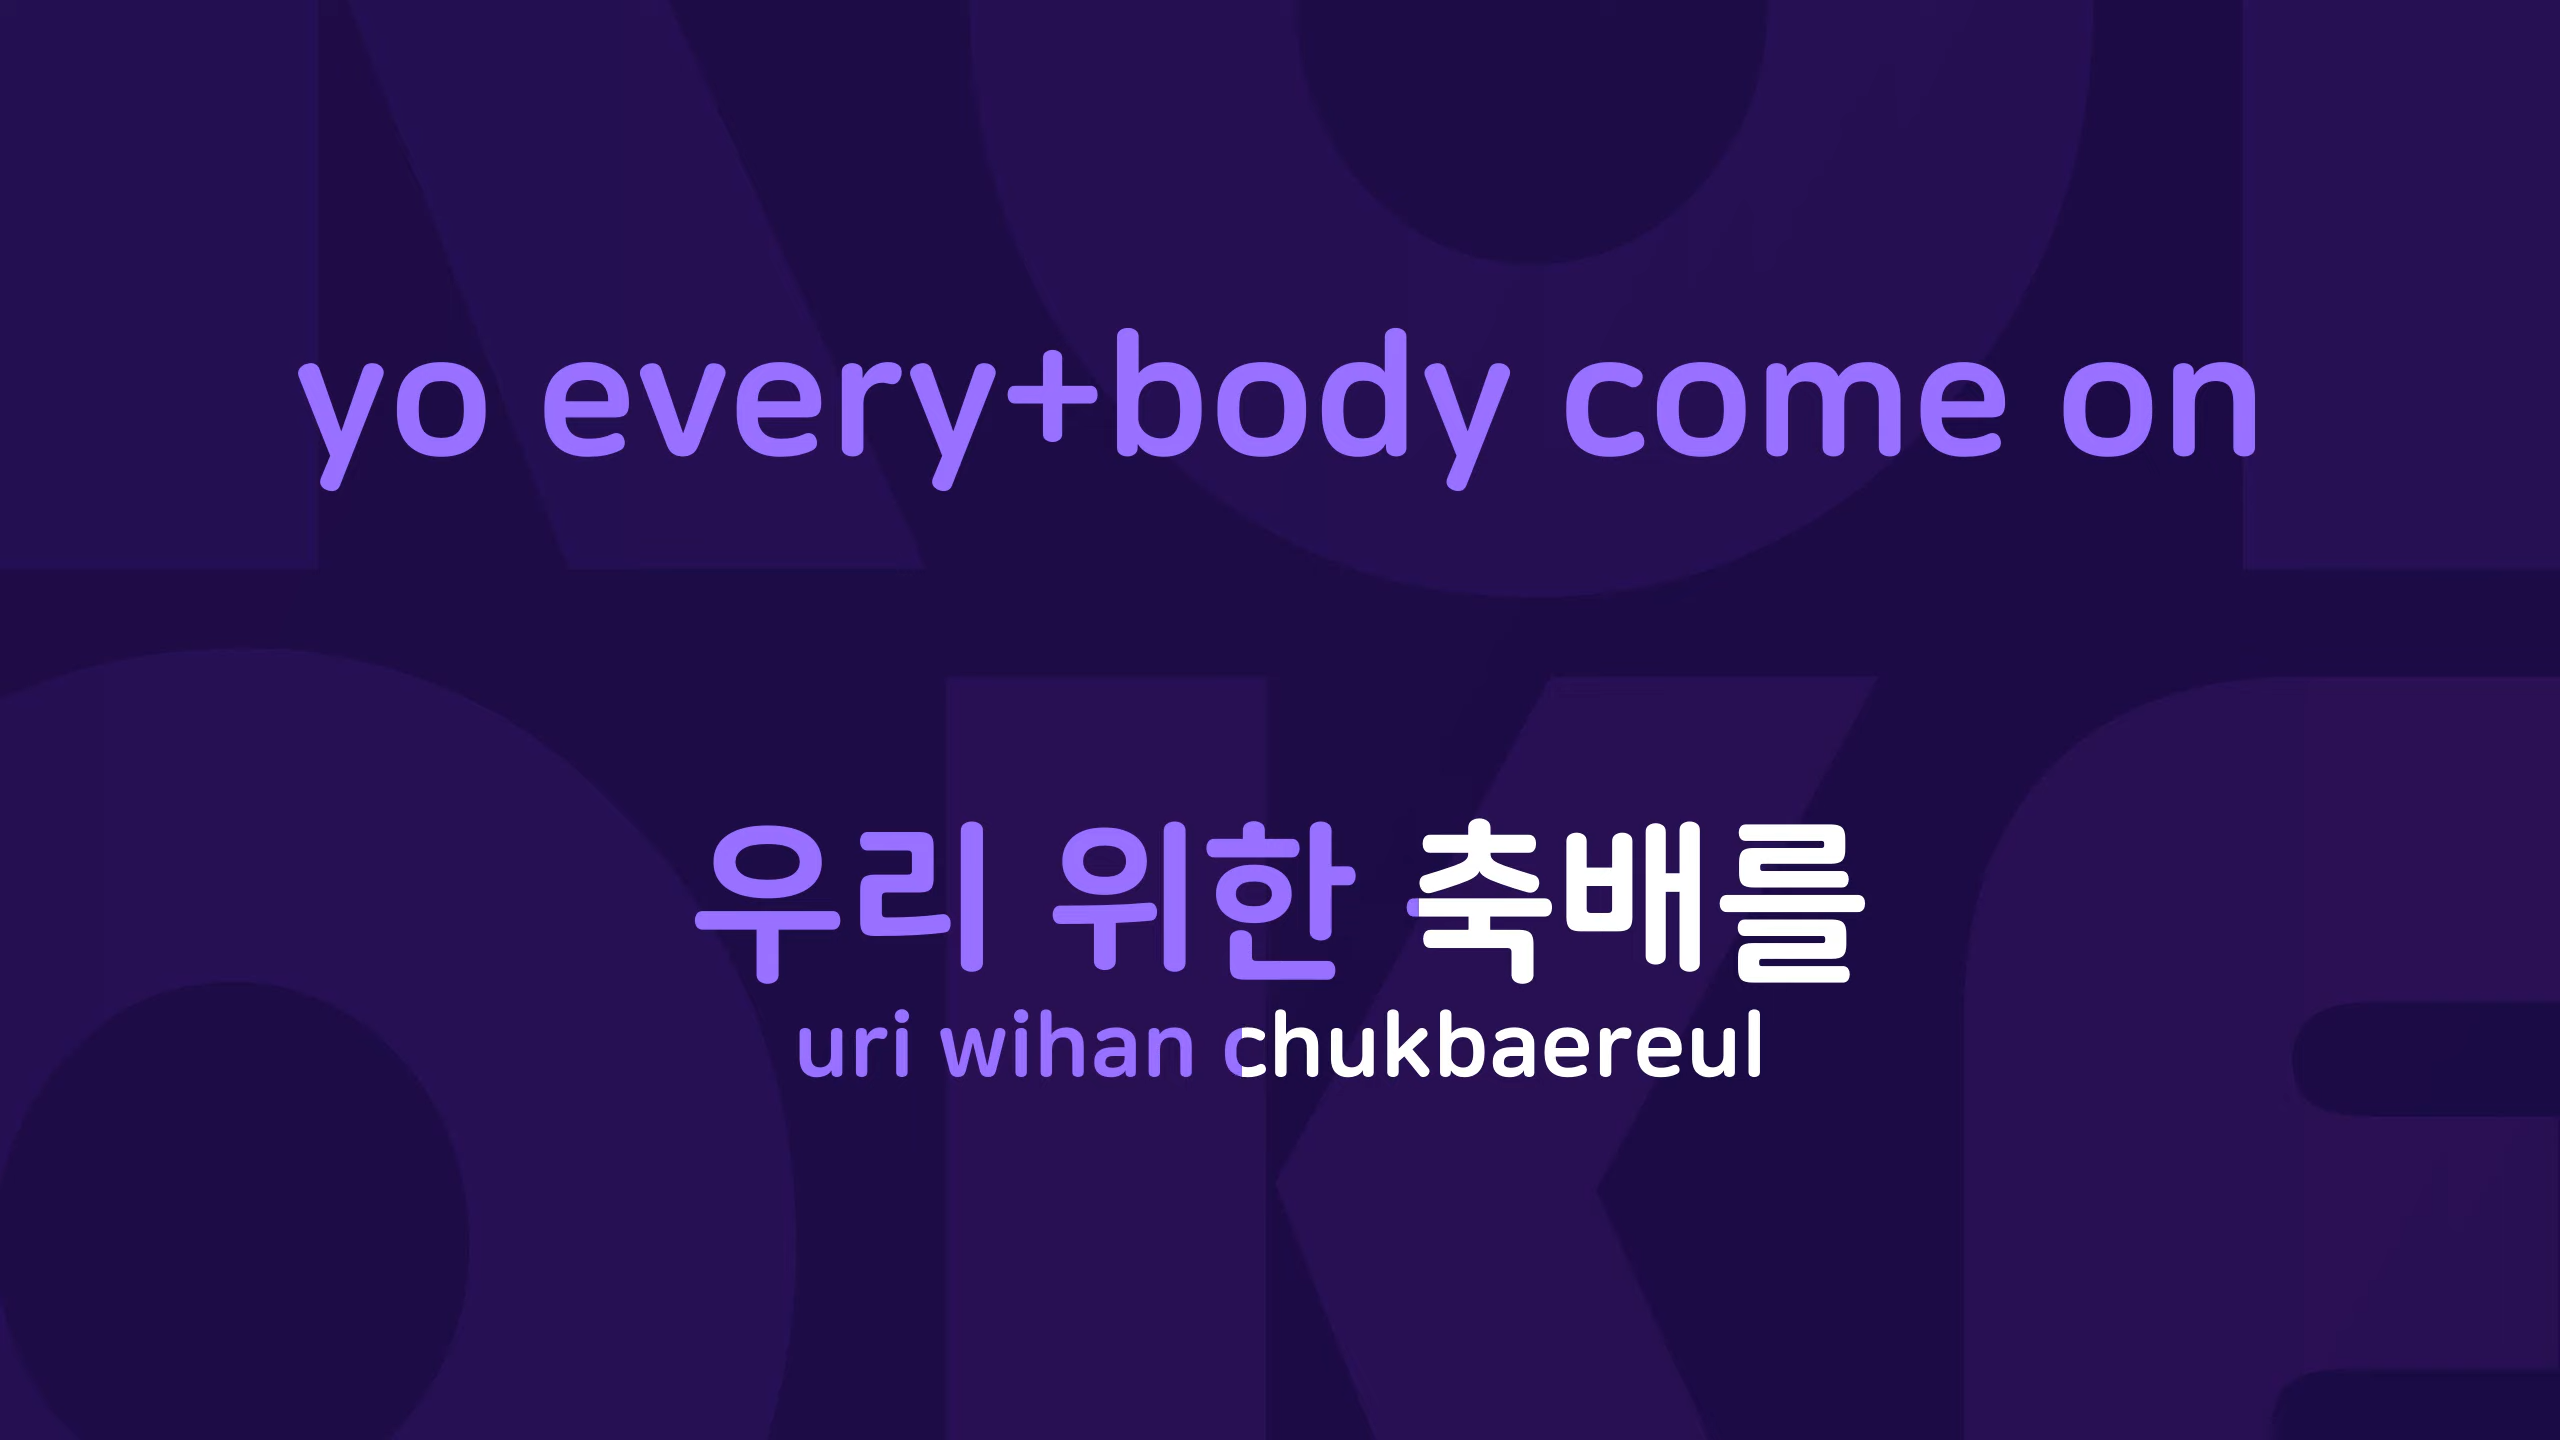 yo every+body come on
우리 위한 축배를
uri wihan chukbaereul